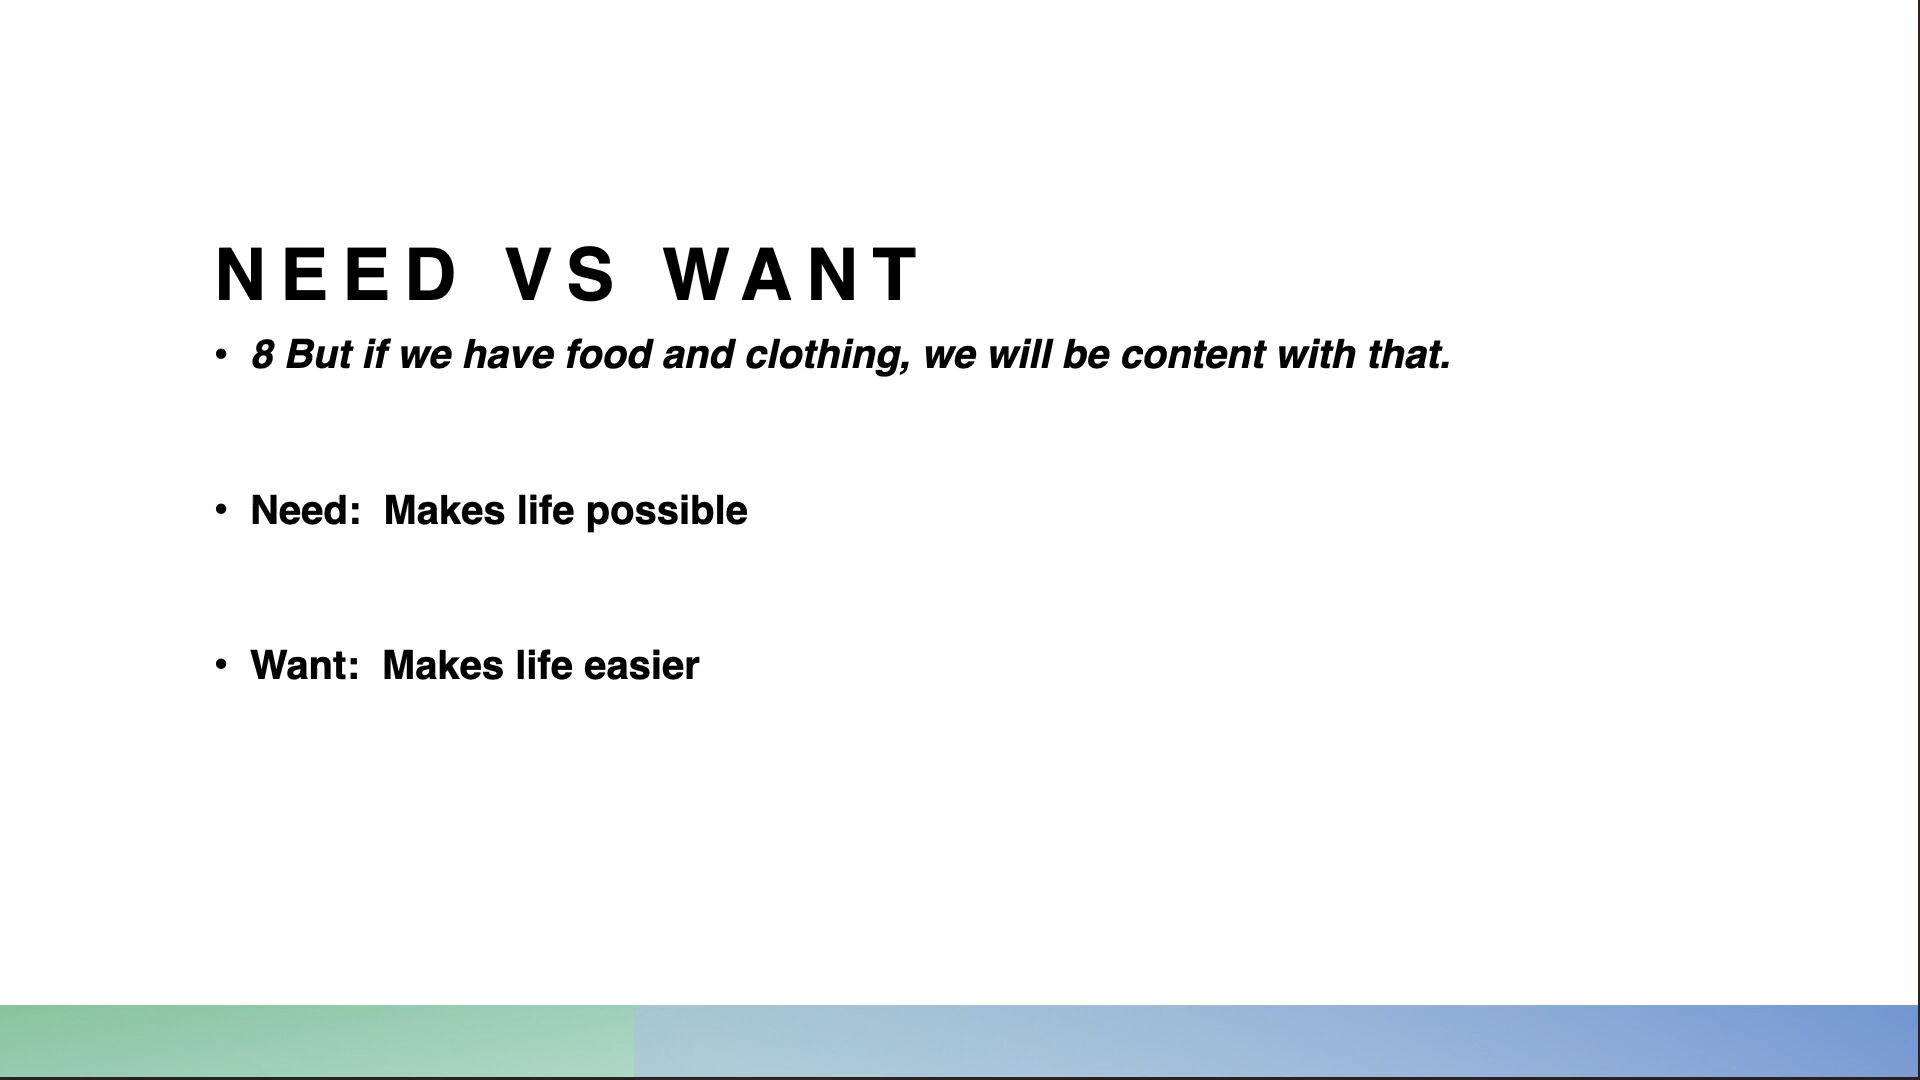 NEED VS WANT
• 8 But if we have food and clothing, we will be content with that.
• Need:  Makes life possible
• Want:  Makes life easier